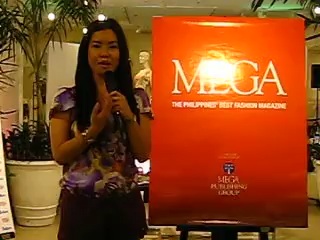 MEGA
THE PHILIPPINES' BEST FASHION MAGAZINE
MEGA
PUBLISHING
GROUP